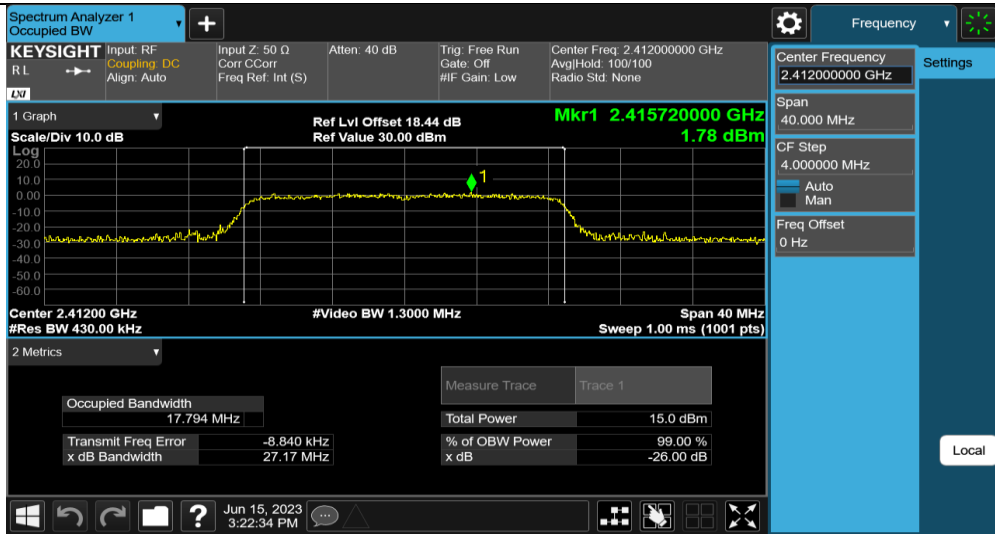 Spectrum Analyzer 1
Occupied BW
+
Frequency
KEYSIGHT
RL
LXI
Input: RF
Coupling: DC
Align: Auto
Input Z: 50 Ω
Corr CCorr
Freq Ref: Int (S)
Atten: 40 dB
Trig: Free Run
Gate: Off
#IF Gain: Low
Center Freq: 2.412000000 GHz
Avg|Hold: 100/100
Radio Std: None
Center Frequency
2.412000000 GHz
Settings
Span
40.000 MHz
CF Step
4.000000 MHz
Auto
Man
Freq Offset
0 Hz
Local
1 Graph
Scale/Div 10.0 dB
Ref Lvl Offset 18.44 dB
Ref Value 30.00 dBm
Mkr1 2.415720000 GHz
1.78 dBm
Log
20.0
10.0
0.00
-10.0
-20.0
-30.0
-40.0
-50.0
-60.0
1
Center 2.41200 GHz
#Res BW 430.00 kHz
#Video BW 1.3000 MHz
Span 40 MHz
Sweep 1.00 ms (1001 pts)
2 Metrics
Measure Trace Trace 1
Occupied Bandwidth
17.794 MHz
Total Power 15.0 dBm
Transmit Freq Error -8.840 kHz
% of OBW Power 99.00 %
x dB Bandwidth 27.17 MHz
x dB -26.00 dB
?
Jun 15, 2023
3:22:34 PM